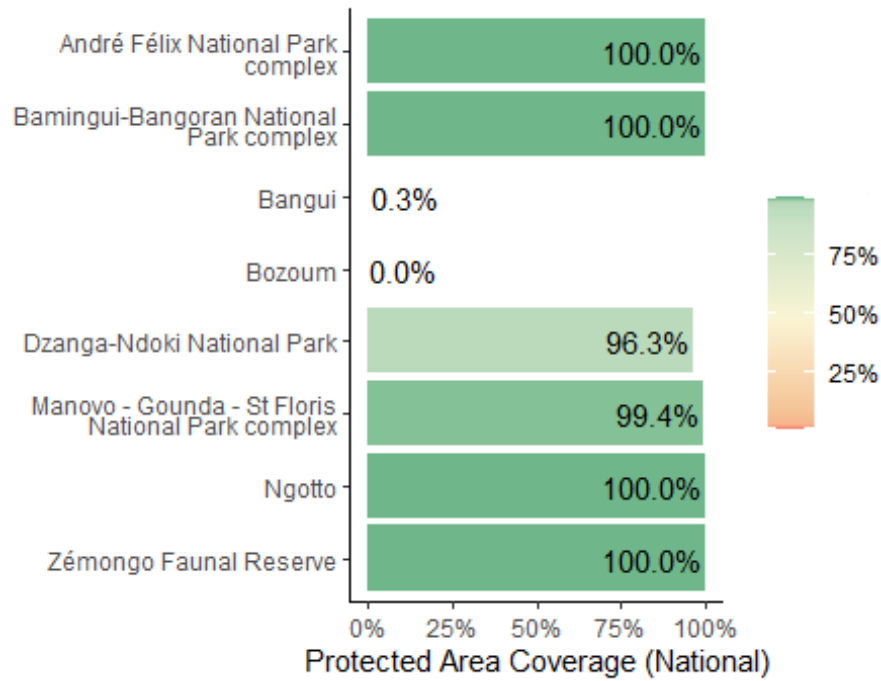 André Félix National Park
complex
100.0%
Bamingui-Bangoran National
Park complex
100.0%
Bangui
0.3%
Bozoum
0.0%
Dzanga-Ndoki National Park
96.3%
Manovo - Gounda - St Floris
National Park complex
99.4%
Ngotto
100.0%
Zémongo Faunal Reserve
100.0%
0% 25% 50% 75% 100%
Protected Area Coverage (National)
75%
50%
25%